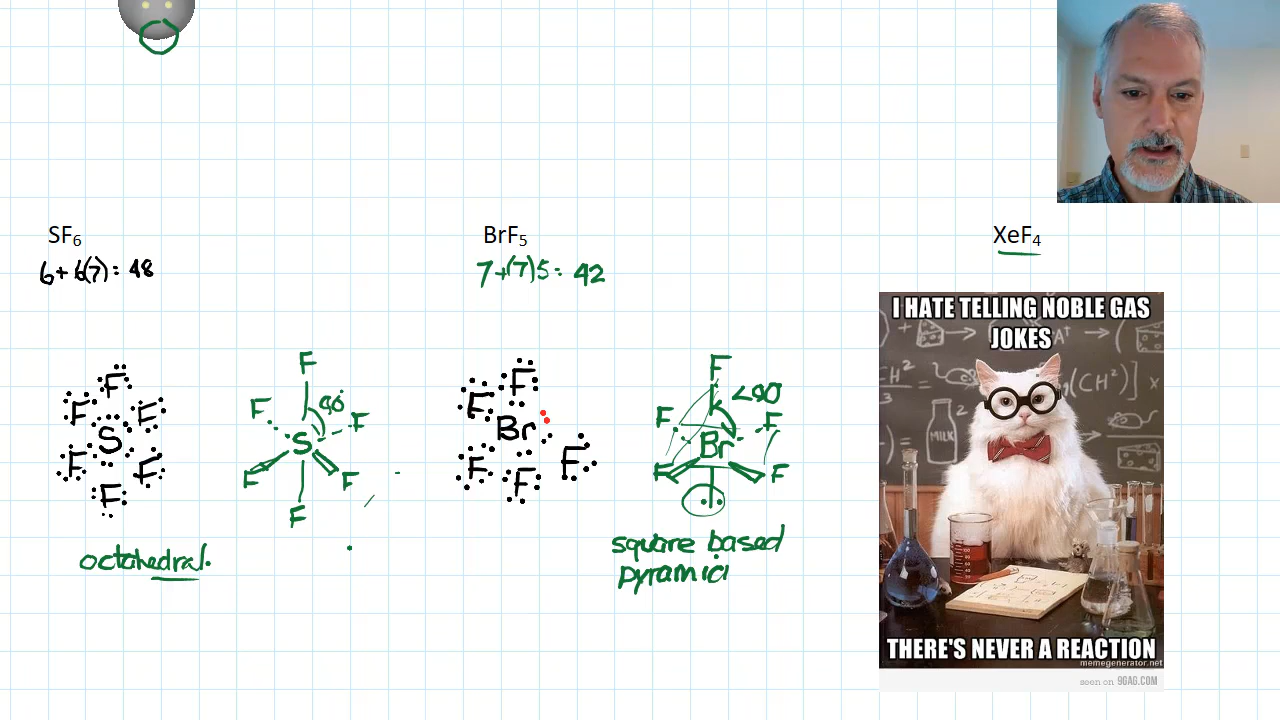 SF₆
6+6(7)=48
F
F F
S
F F
F
F
F 90° F
S
F F
F
octahedral.
BrF₅
7+(7)5=42
F
F
Br
F F F
F
<90
F F
Br
F F
square based
pyramid
XeF₄
I HATE TELLING NOBLE GAS
JOKES
MILK
THERE'S NEVER A REACTION
memegenerator.net
seen on 9GAG.COM